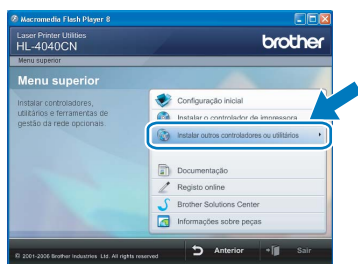 Macromedia Flash Player 8
Laser Printer Utilities
HL-4040CN
brother
Menu superior
Menu superior
Instalar controladores,
utilitários e ferramentas de
gestão da rede opcionais.
Configuração inicial
Instalar o controlador de impressora
Instalar outros controladores ou utilitários
Documentação
Registo online
Brother Solutions Center
Informações sobre peças
© 2001-2006 Brother Industries Ltd. All rights reserved
Anterior
Sair